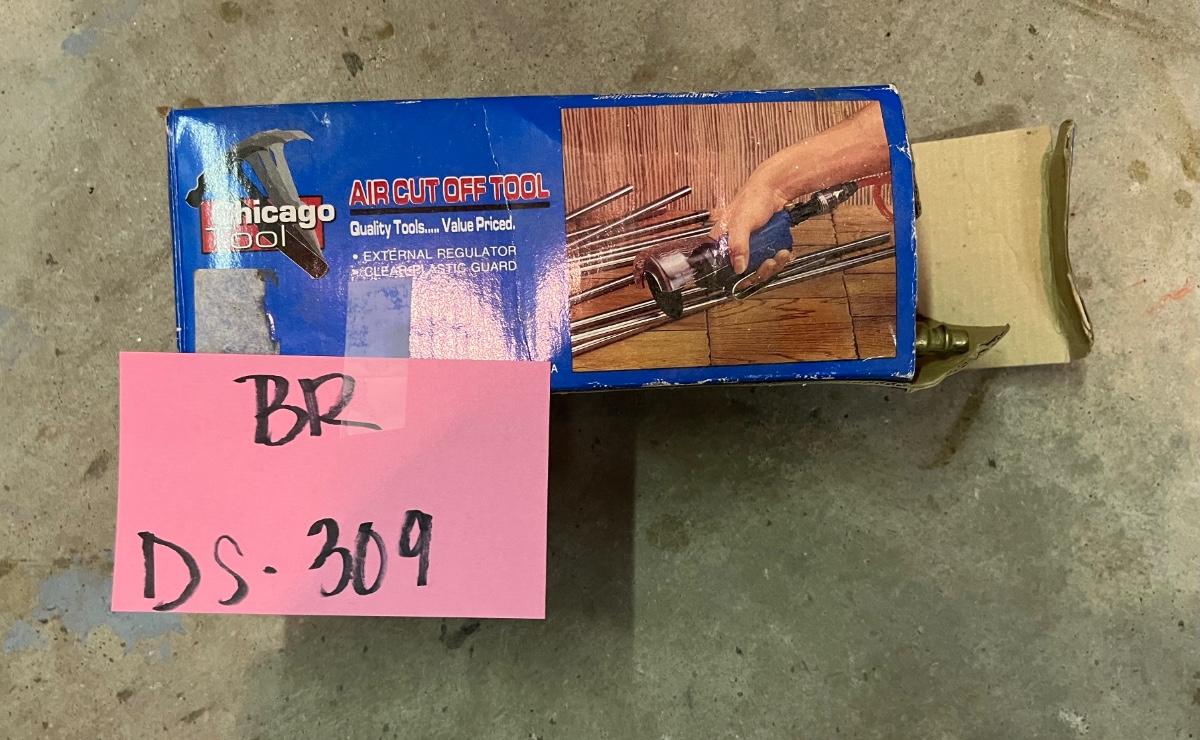 Chicago
Tool
AIR CUT OFF TOOL
Quality Tools..... Value Priced.
• EXTERNAL REGULATOR
• CLEAR PLASTIC GUARD
BR
DS-309